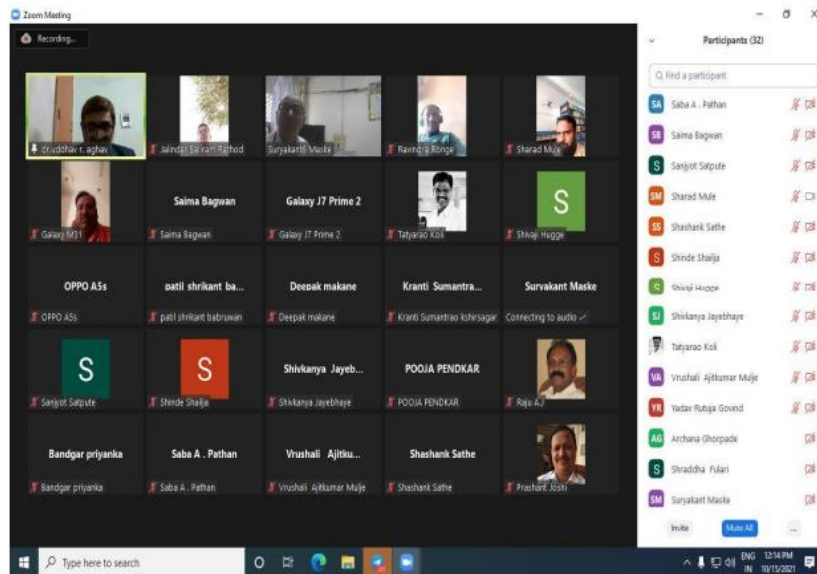 Zoom Meeting
Recording...
Participants (32)
Find a participant
dr.uddhav r. aghav
Jalindar Baliram Rathod
Suryakant6 Maske
Ravindra Ronge
Sharad Mule
Galaxy M31
Saima Bagwan
Saima Bagwan
Galaxy J7 Prime 2
Galaxy J7 Prime 2
Tatyarao Koli
S
Shivaji Hugge
OPPO A5s
OPPO A5s
patil shrikant ba...
patil shrikant babruwan
Deepak makane
Deepak makane
Kranti Sumantra...
Kranti Sumantrao kshirsagar
Survakant Maske
Connecting to audio
S
Sanjyot Satpute
S
Shinde Shailja
Shivkanya Jayeb...
Shivkanya Jayebhaye
POOJA PENDKAR
POOJA PENDKAR
Raju A.J
Bandgar priyanka
Bandgar priyanka
Saba A . Pathan
Saba A . Pathan
Vrushali Ajitku...
Vrushali Ajitkumar Mulje
Shashank Sathe
Shashank Sathe
Prashant Joshi
SA Saba A . Pathan
SB Saima Bagwan
S Sanjyot Satpute
SM Sharad Mule
SS Shashank Sathe
S Shinde Shailja
S Shivaji Hugge
SJ Shivkanya Jayebhaye
Tatyarao Koli
VA Vrushali Ajitkumar Mulje
YR Yadav Rutuja Govind
AG Archana Ghorpade
S Shraddha Fulari
SM Suryakant Maske
Invite
Mute All
...
Type here to search
ENG
IN
12:14 PM
10/15/2021